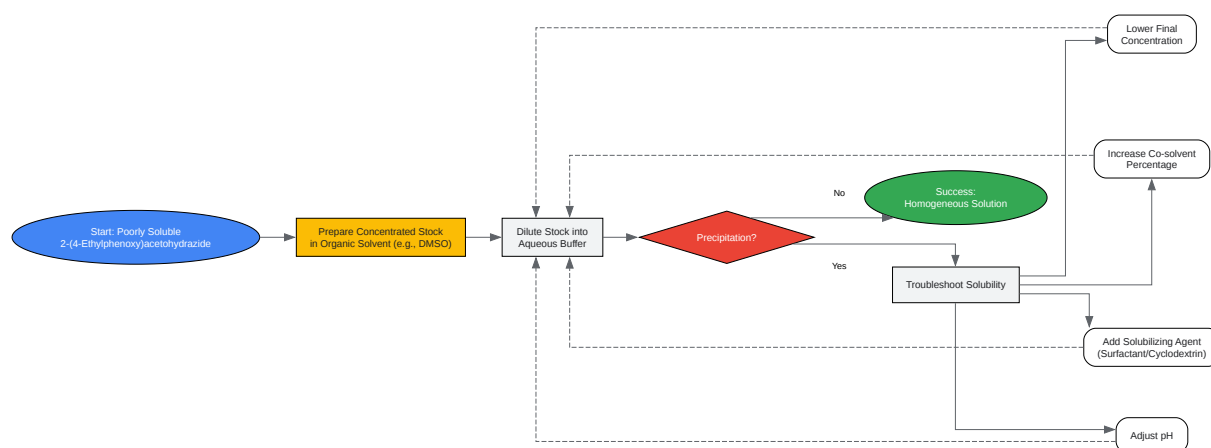 Start: Poorly Soluble
2-(4-Ethylphenoxy)acetohydrazide
Prepare Concentrated Stock
in Organic Solvent (e.g., DMSO)
Dilute Stock into
Aqueous Buffer
Precipitation?
No
Success:
Homogeneous Solution
Yes
Troubleshoot Solubility
Lower Final
Concentration
Increase Co-solvent
Percentage
Add Solubilizing Agent
(Surfactant/Cyclodextrin)
Adjust pH